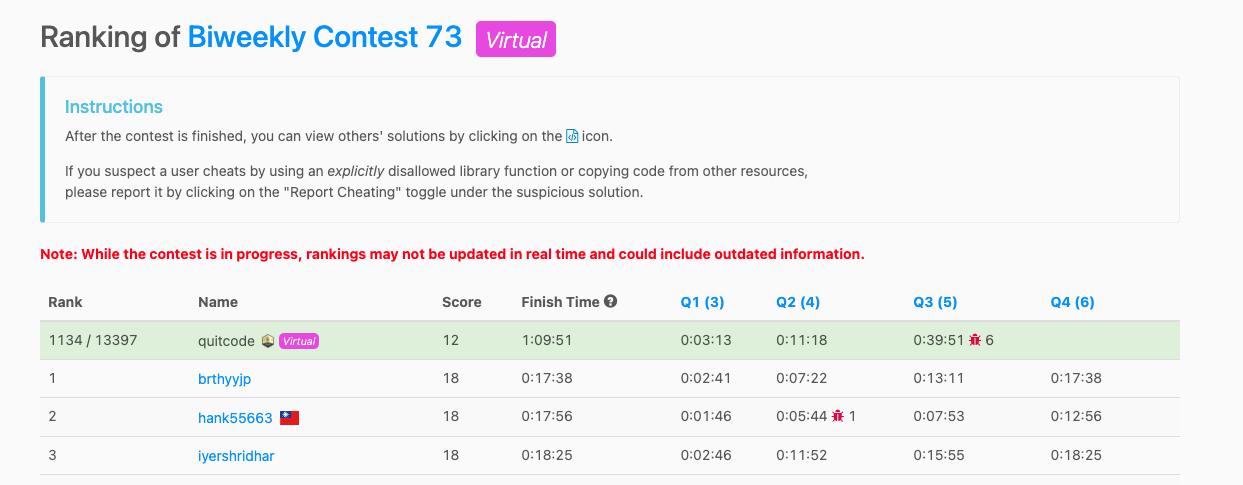 Ranking of Biweekly Contest 73 Virtual
Instructions
After the contest is finished, you can view others' solutions by clicking on the icon.
If you suspect a user cheats by using an explicitly disallowed library function or copying code from other resources,
please report it by clicking on the "Report Cheating" toggle under the suspicious solution.
Note: While the contest is in progress, rankings may not be updated in real time and could include outdated information.
Rank Name Score Finish Time Q1 (3) Q2 (4) Q3 (5) Q4 (6)
1134 / 13397 quitcode Virtual 12 1:09:51 0:03:13 0:11:18 0:39:51 6
1 brthyyjp 18 0:17:38 0:02:41 0:07:22 0:13:11 0:17:38
2 hank55663 18 0:17:56 0:01:46 0:05:44 1 0:07:53 0:12:56
3 iyershridhar 18 0:18:25 0:02:46 0:11:52 0:15:55 0:18:25